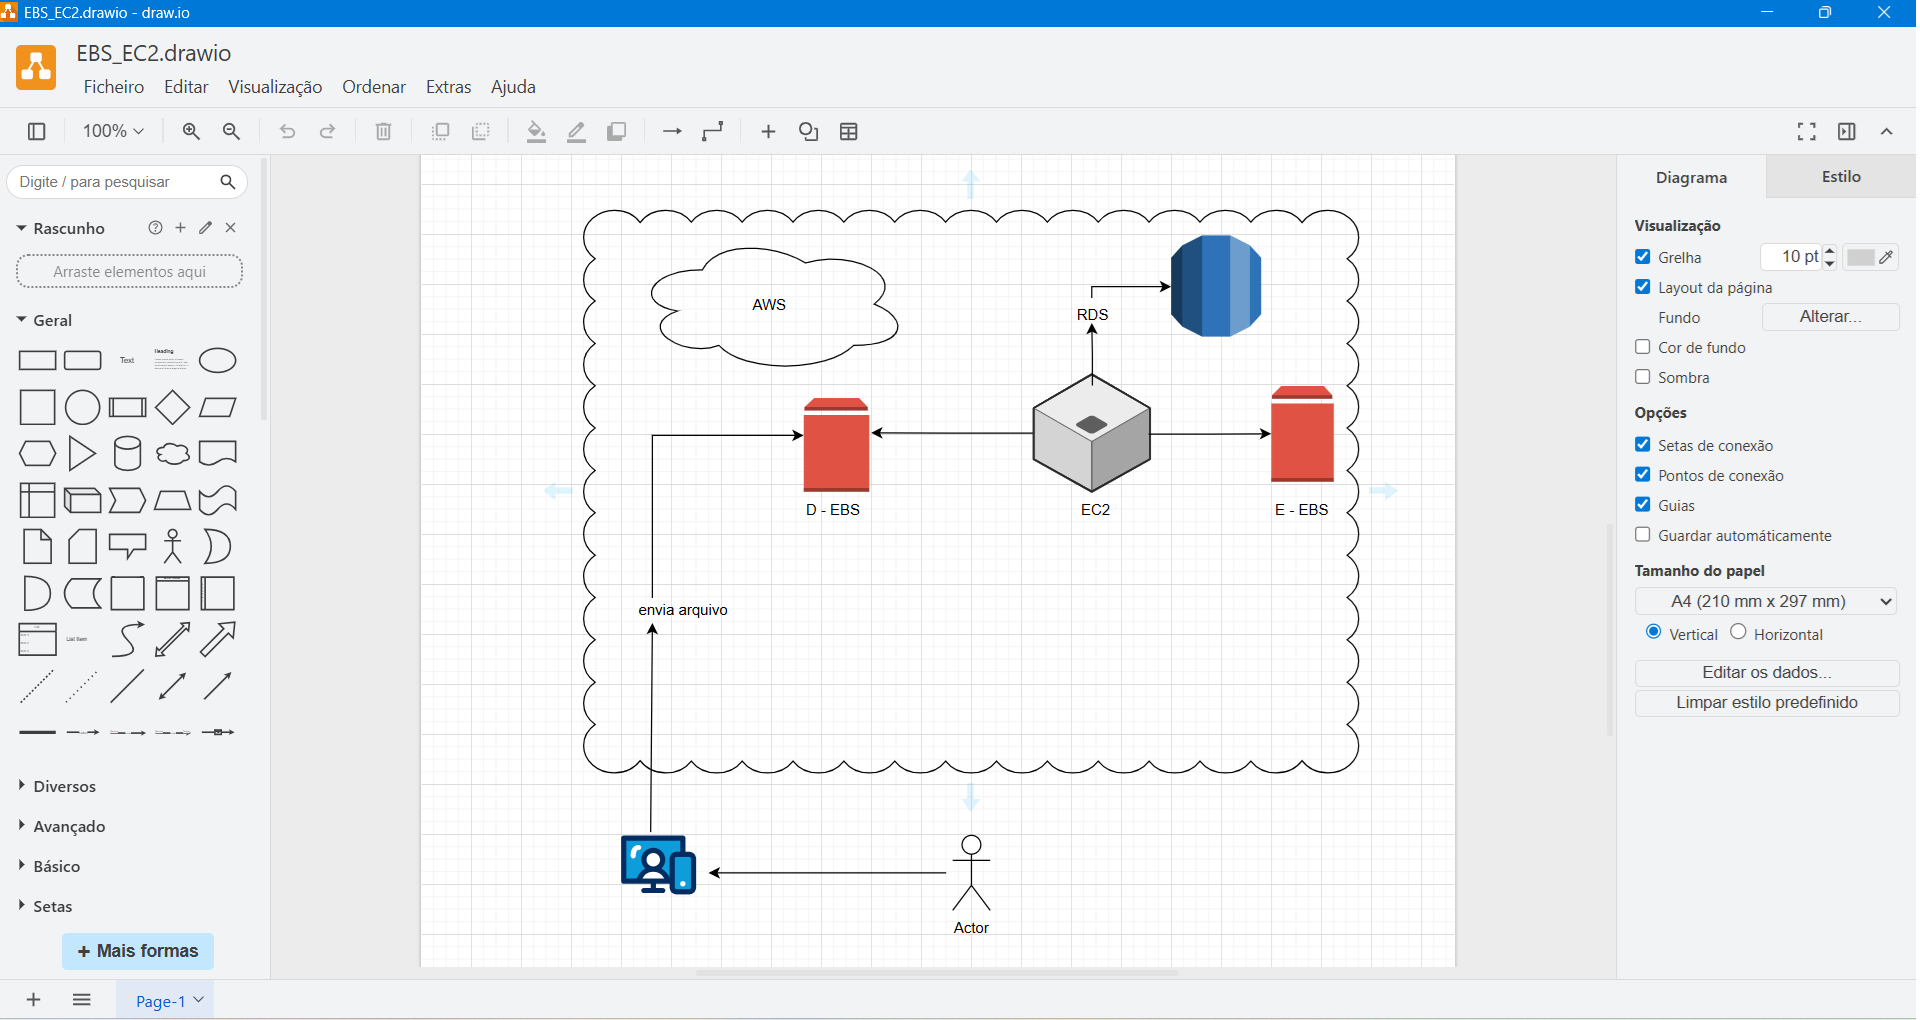 EBS_EC2.drawio - draw.io
EBS_EC2.drawio
Ficheiro Editar Visualização Ordenar Extras Ajuda
100%
Digite / para pesquisar
Rascunho
Arraste elementos aqui
Geral
Text
Heading
List Item
Diversos
Avançado
Básico
Setas
+ Mais formas
Page-1
AWS
RDS
D - EBS
EC2
E - EBS
envia arquivo
Actor
Diagrama
Estilo
Visualização
Grelha
10 pt
Layout da página
Fundo
Alterar...
Cor de fundo
Sombra
Opções
Setas de conexão
Pontos de conexão
Guias
Guardar automáticamente
Tamanho do papel
A4 (210 mm x 297 mm)
Vertical Horizontal
Editar os dados...
Limpar estilo predefinido